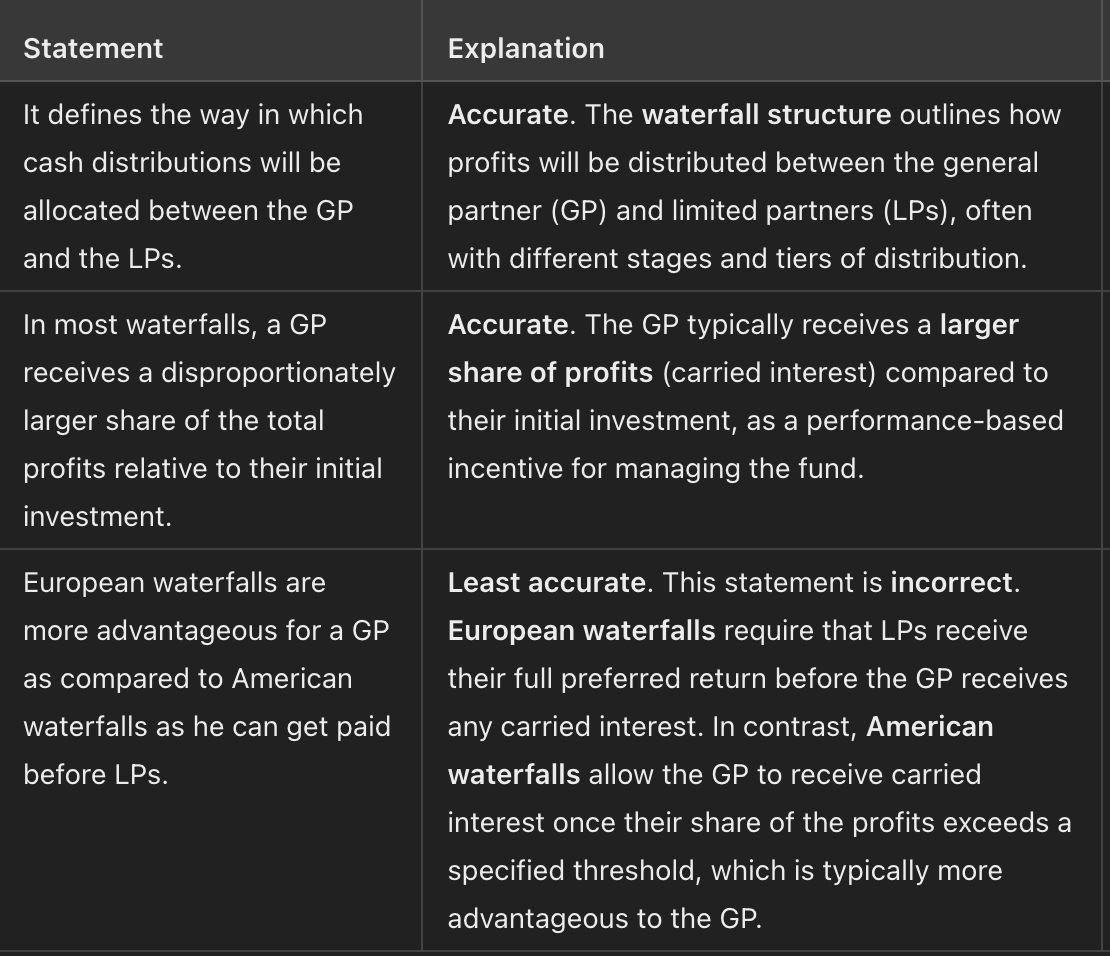 Statement
Explanation
It defines the way in which
cash distributions will be
allocated between the GP
and the LPs.
Accurate. The waterfall structure outlines how
profits will be distributed between the general
partner (GP) and limited partners (LPs), often
with different stages and tiers of distribution.
In most waterfalls, a GP
receives a disproportionately
larger share of the total
profits relative to their initial
investment.
Accurate. The GP typically receives a larger
share of profits (carried interest) compared to
their initial investment, as a performance-based
incentive for managing the fund.
European waterfalls are
more advantageous for a GP
as compared to American
waterfalls as he can get paid
before LPs.
Least accurate. This statement is incorrect.
European waterfalls require that LPs receive
their full preferred return before the GP receives
any carried interest. In contrast, American
waterfalls allow the GP to receive carried
interest once their share of the profits exceeds a
specified threshold, which is typically more
advantageous to the GP.